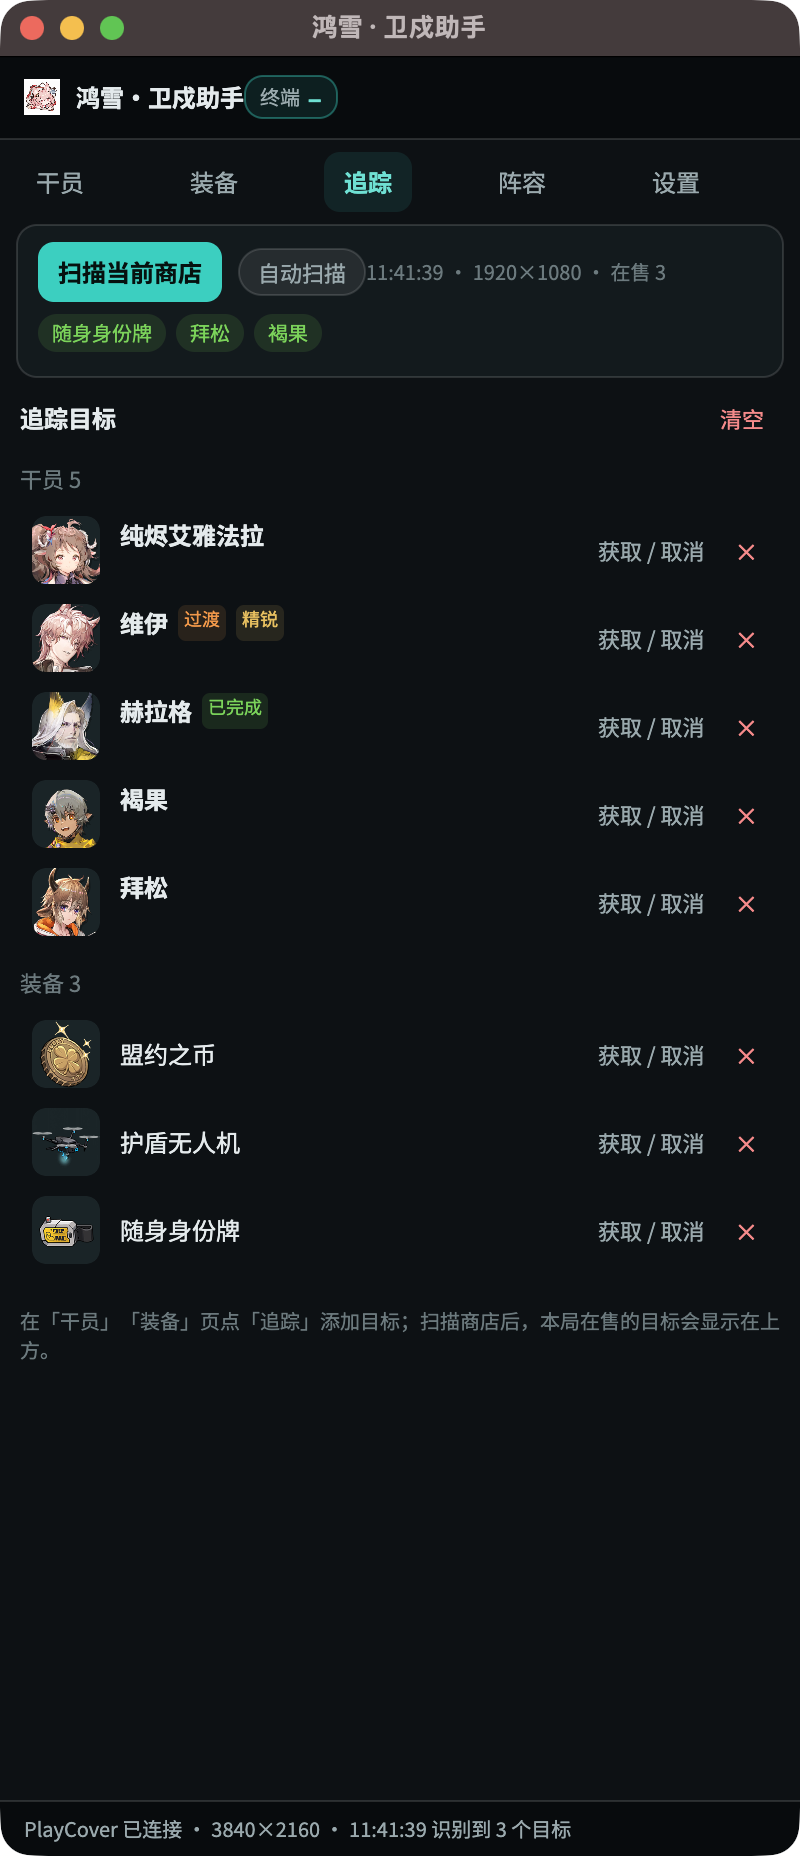 鸿雪 · 卫戍助手
鸿雪 · 卫戍助手 终端 –
干员 装备 追踪 阵容 设置
扫描当前商店 自动扫描 11:41:39 · 1920×1080 · 在售 3
随身身份牌 拜松 褐果
追踪目标 清空
干员 5
纯烬艾雅法拉 获取 / 取消 ×
维伊 过渡 精锐 获取 / 取消 ×
赫拉格 已完成 获取 / 取消 ×
褐果 获取 / 取消 ×
拜松 获取 / 取消 ×
装备 3
盟约之币 获取 / 取消 ×
护盾无人机 获取 / 取消 ×
随身身份牌 获取 / 取消 ×
在「干员」「装备」页点「追踪」添加目标；扫描商店后，本局在售的目标会显示在上
方。
PlayCover 已连接 · 3840×2160 · 11:41:39 识别到 3 个目标